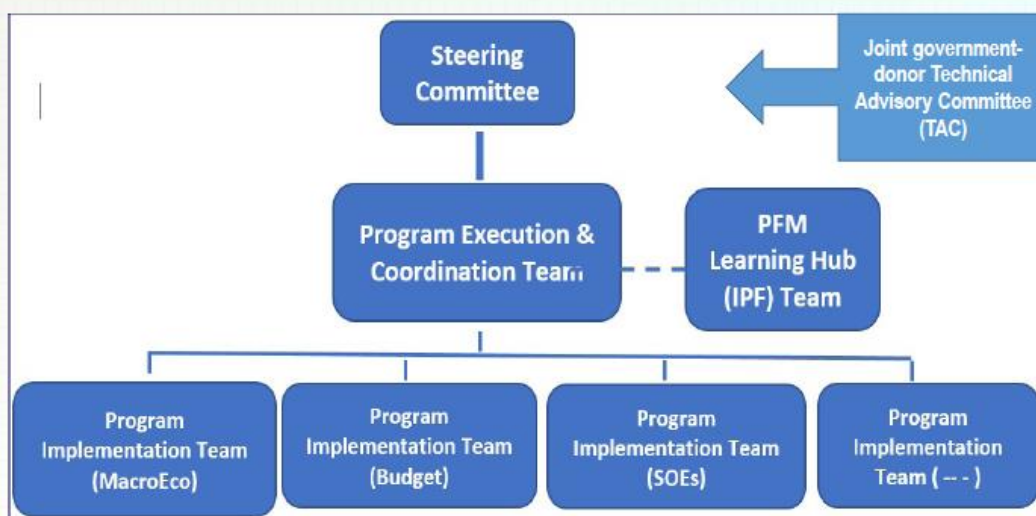 Steering
Committee
Joint government-
donor Technical
Advisory Committee
(TAC)
Program Execution &
Coordination Team
PFM
Learning Hub
(IPF) Team
Program
Implementation Team
(MacroEco)
Program
Implementation Team
(Budget)
Program
Implementation Team
(SOEs)
Program
Implementation
Team ( -- - )